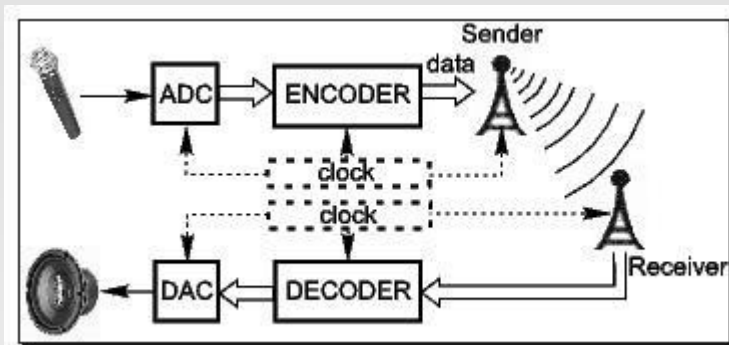 Sender
data
ADC
ENCODER
clock
clock
Receiver
DAC
DECODER